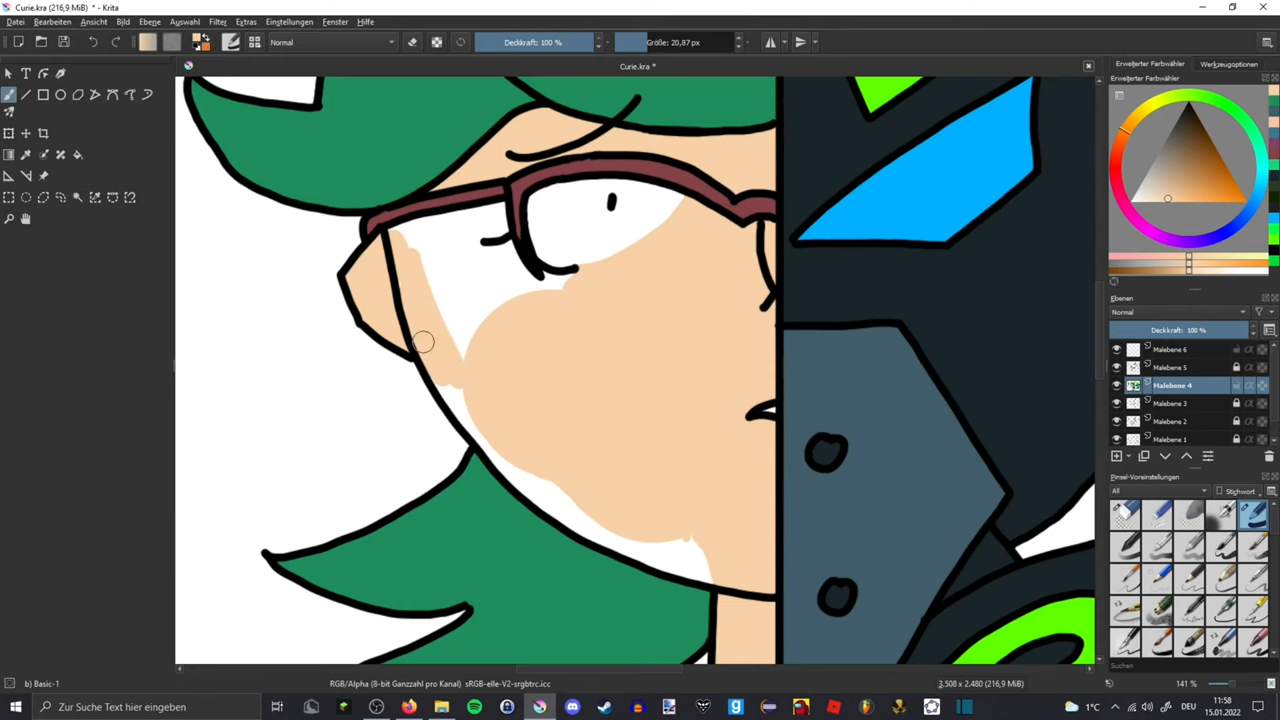 Curie.kra (216,9 MiB) * - Krita
Datei Bearbeiten Ansicht Bild Ebene Auswahl Filter Extras Einstellungen Fenster Hilfe
Normal Deckkraft: 100 % Größe: 20,87 px
Curie.kra *
Erweiterter Farbwähler Werkzeugoptionen
Erweiterter Farbwähler
Ebenen
Normal
Deckkraft: 100 %
Malebene 6
Malebene 5
Malebene 4
Malebene 3
Malebene 2
Malebene 1
Pinsel-Voreinstellungen
All Stichwort
Suchen
b) Basic-1 RGB/Alpha (8-bit Ganzzahl pro Kanal) sRGB-elle-V2-srgbtrc.icc 3.508 x 2.480 (216,9 MiB) 141 %
Zur Suche Text hier eingeben 1°C DEU 11:58
15.01.2022